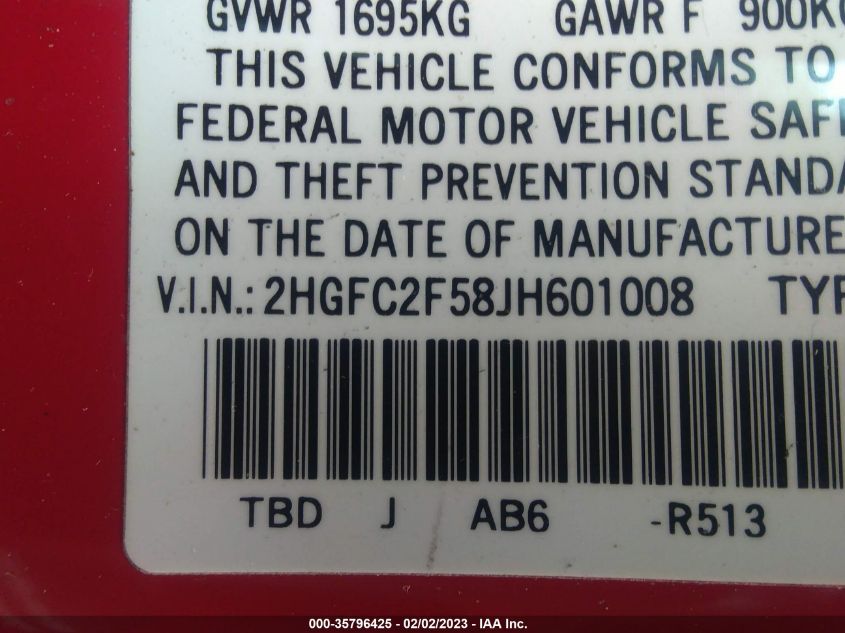 GVWR 1695KG GAWR F 900KG
THIS VEHICLE CONFORMS TO
FEDERAL MOTOR VEHICLE SAF
AND THEFT PREVENTION STANDA
ON THE DATE OF MANUFACTURE
V.I.N.: 2HGFC2F58JH601008 TYP
TBD J AB6 -R513
000-35796425 - 02/02/2023 - IAA Inc.